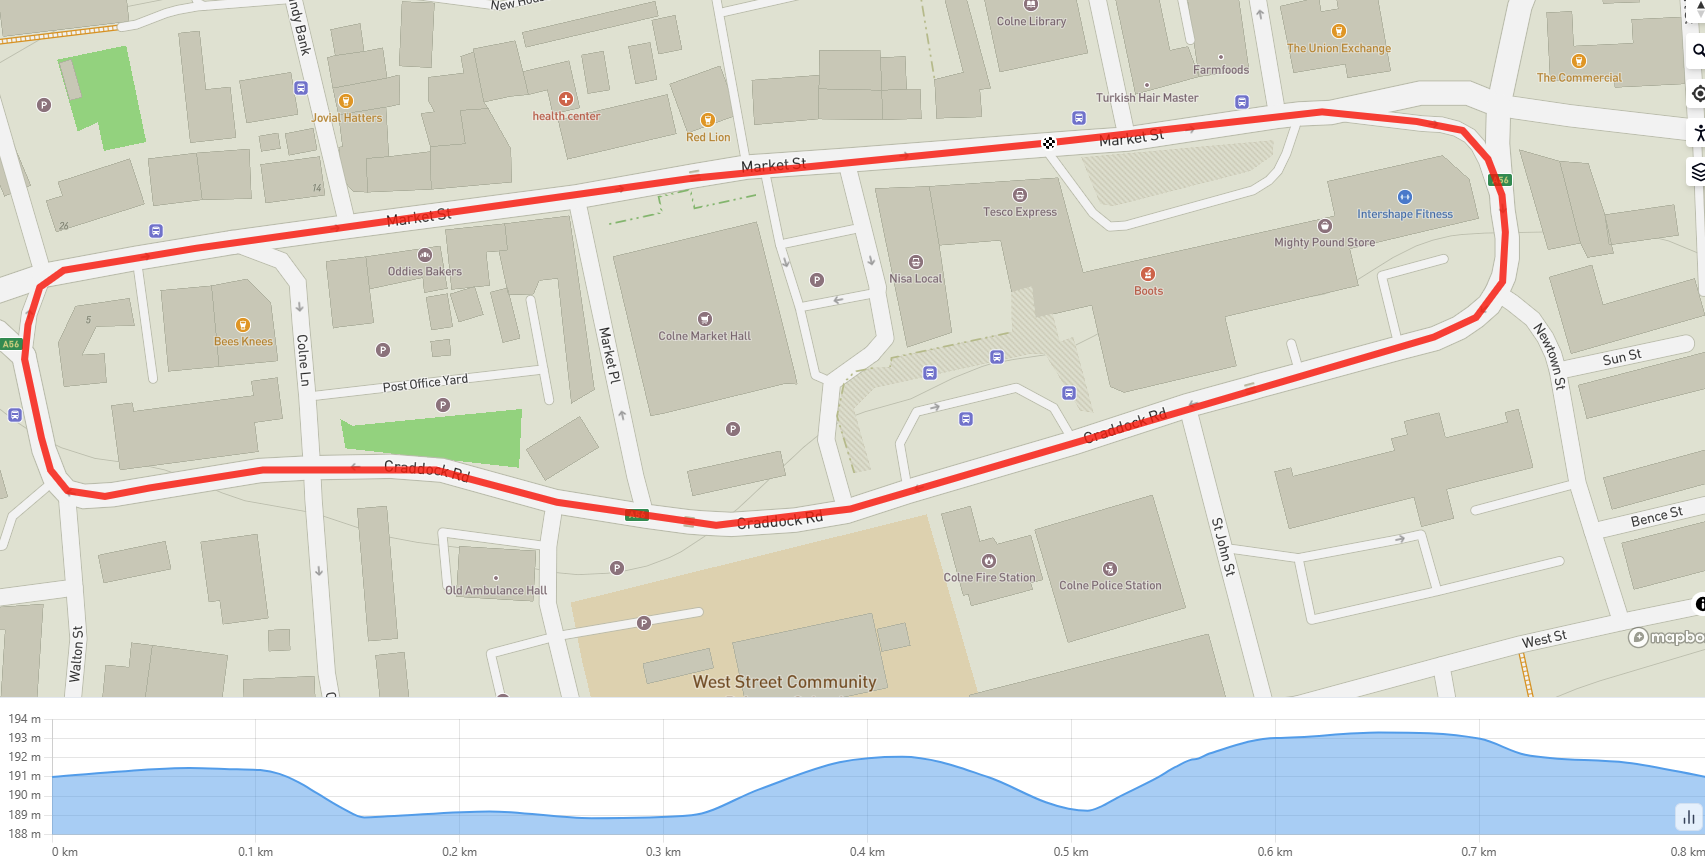 New Hou
ndy Bank
Colne Library
The Union Exchange
Farmfoods
The Commercial
P
Turkish Hair Master
Jovial Hatters
health center
Red Lion
Market St
Market St
14
Intershape Fitness
Tesco Express
26
Market St
Mighty Pound Store
Oddies Bakers
Nisa Local
P
Boots
5
Bees Knees
Colne Market Hall
A56
P
Colne Ln
Market Pl
Newtown St
Sun St
Post Office Yard
P
Craddock Rd
P
Craddock Rd
Craddock Rd
Bence St
St John St
P
Colne Fire Station
Colne Police Station
Old Ambulance Hall
P
Walton St
West St
mapbo
West Street Community
194 m
193 m
192 m
191 m
190 m
189 m
188 m
0 km
0.1 km
0.2 km
0.3 km
0.4 km
0.5 km
0.6 km
0.7 km
0.8 km